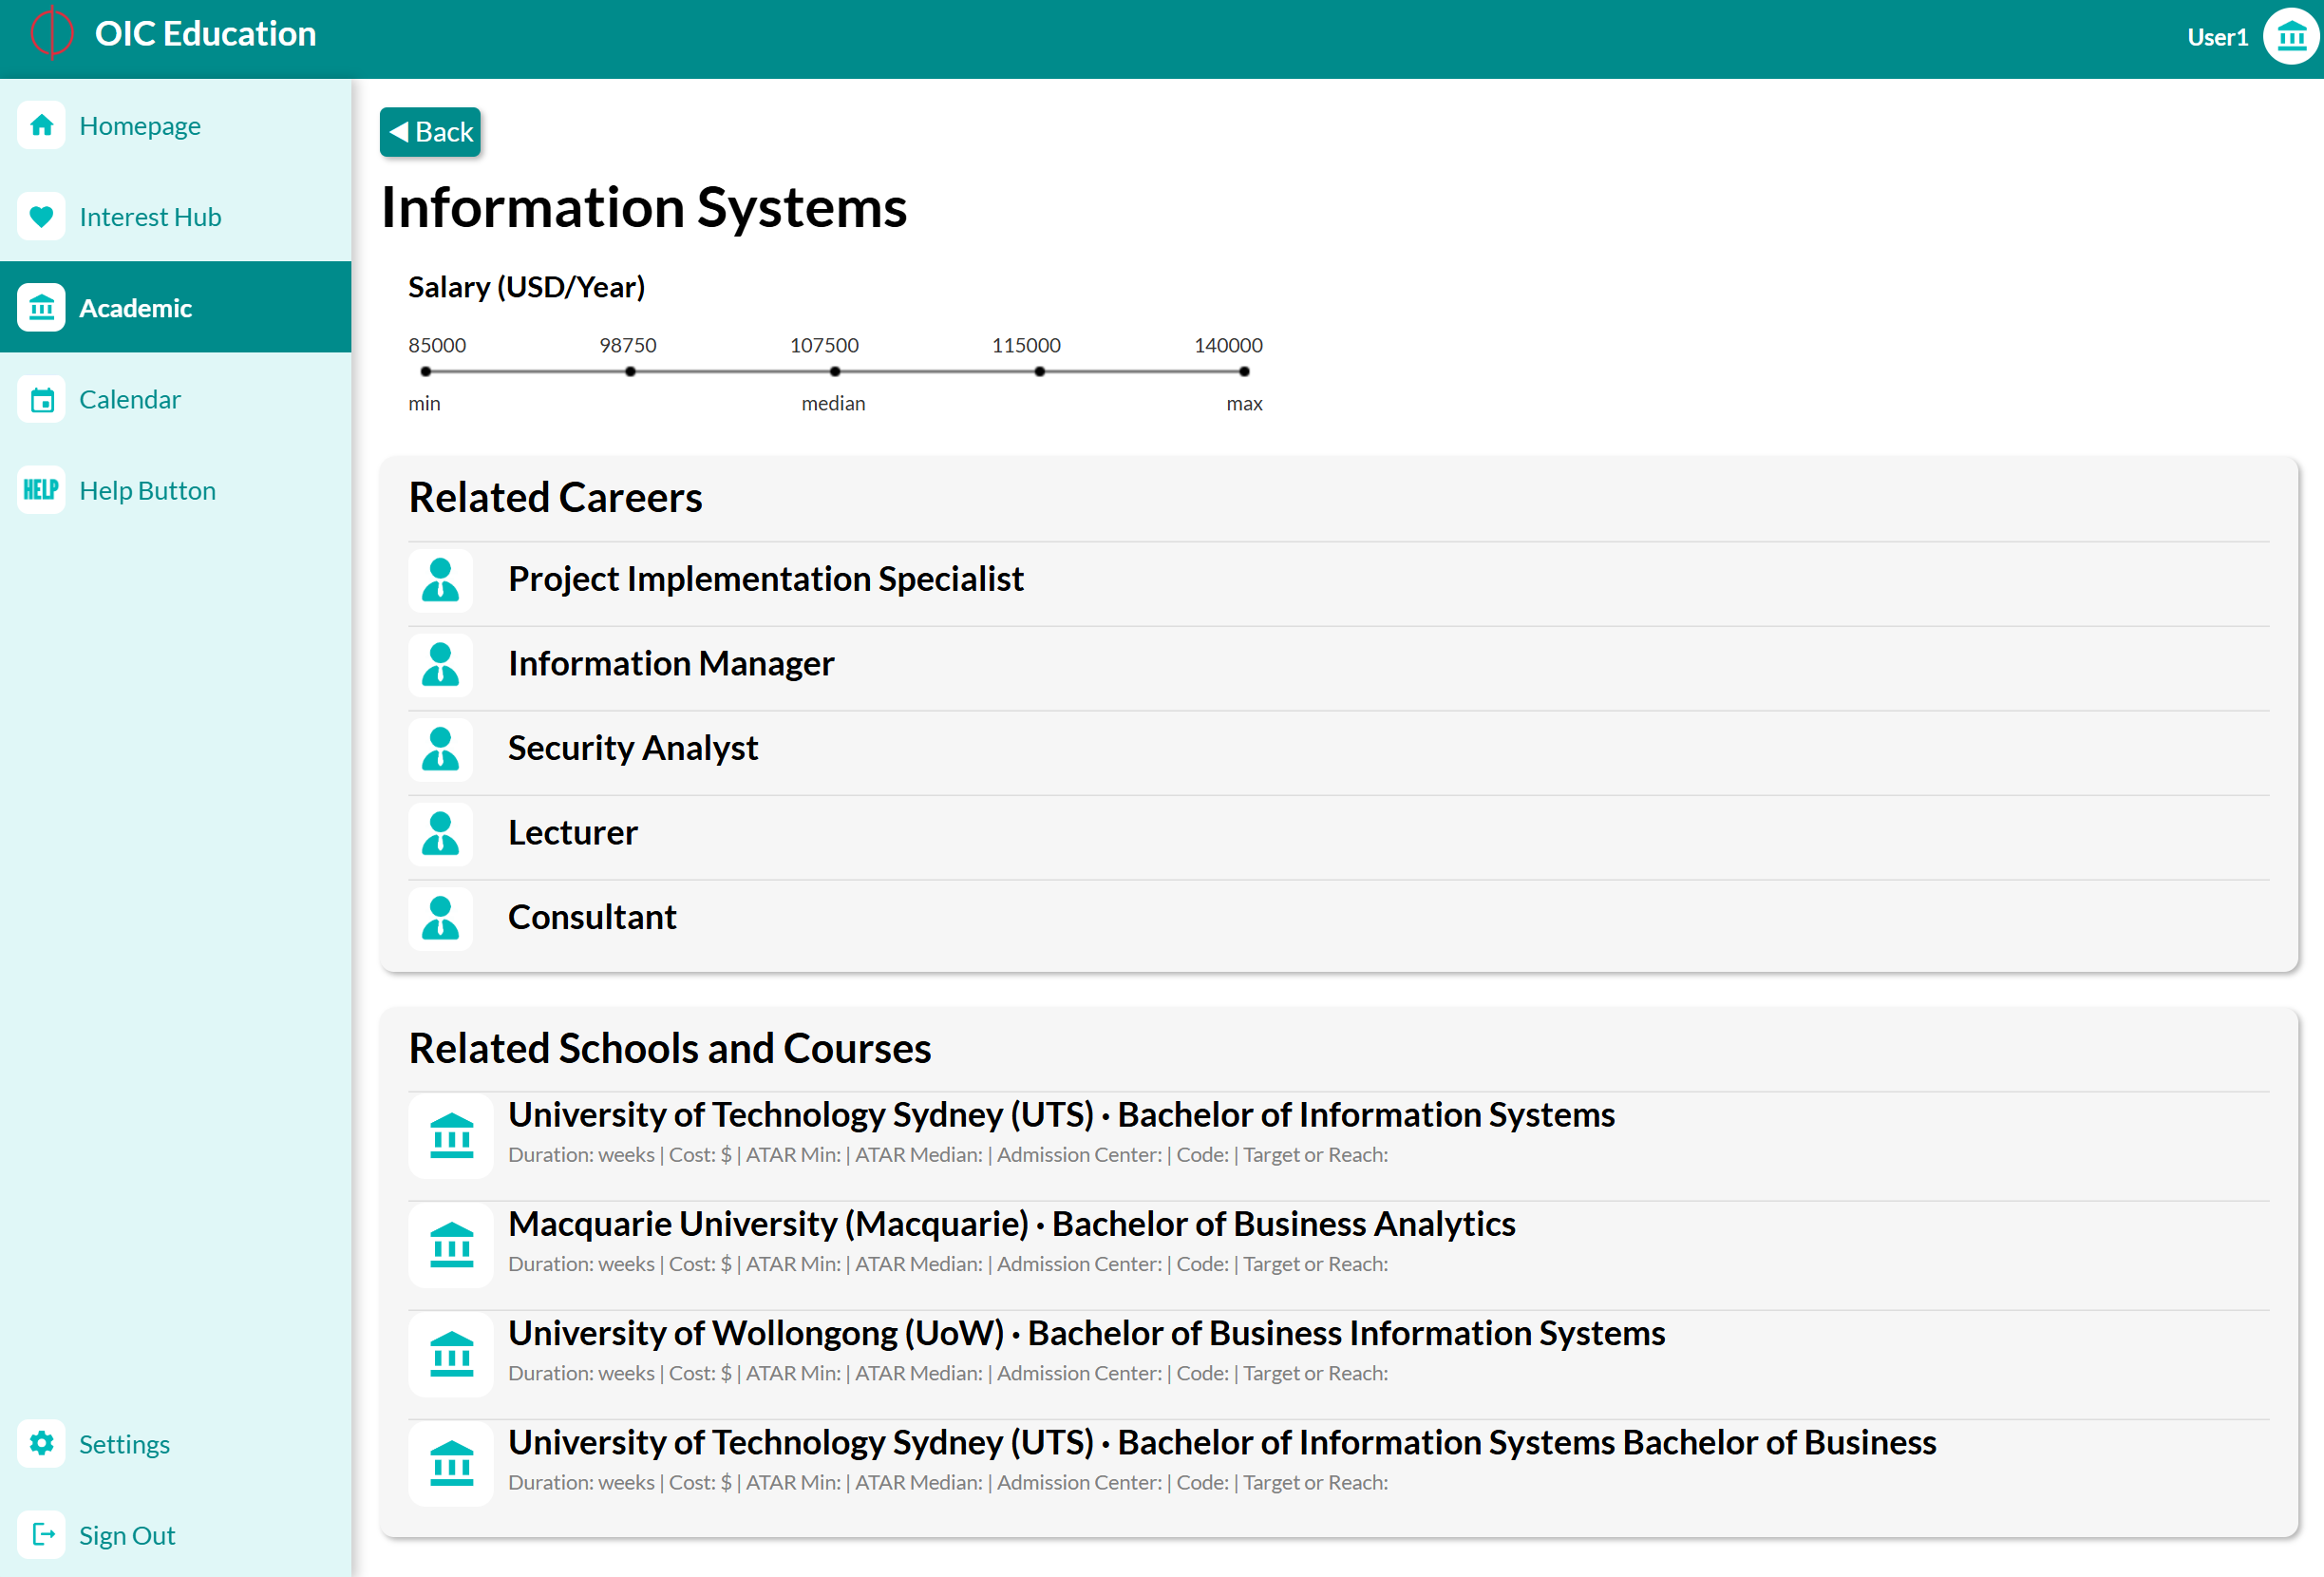 OIC Education
User1
Homepage
Interest Hub
Academic
Calendar
HELP Help Button
Settings
Sign Out
◀ Back
Information Systems
Salary (USD/Year)
85000 98750 107500 115000 140000
min median max
Related Careers
Project Implementation Specialist
Information Manager
Security Analyst
Lecturer
Consultant
Related Schools and Courses
University of Technology Sydney (UTS) · Bachelor of Information Systems
Duration: weeks | Cost: $ | ATAR Min: | ATAR Median: | Admission Center: | Code: | Target or Reach:
Macquarie University (Macquarie) · Bachelor of Business Analytics
Duration: weeks | Cost: $ | ATAR Min: | ATAR Median: | Admission Center: | Code: | Target or Reach:
University of Wollongong (UoW) · Bachelor of Business Information Systems
Duration: weeks | Cost: $ | ATAR Min: | ATAR Median: | Admission Center: | Code: | Target or Reach:
University of Technology Sydney (UTS) · Bachelor of Information Systems Bachelor of Business
Duration: weeks | Cost: $ | ATAR Min: | ATAR Median: | Admission Center: | Code: | Target or Reach: